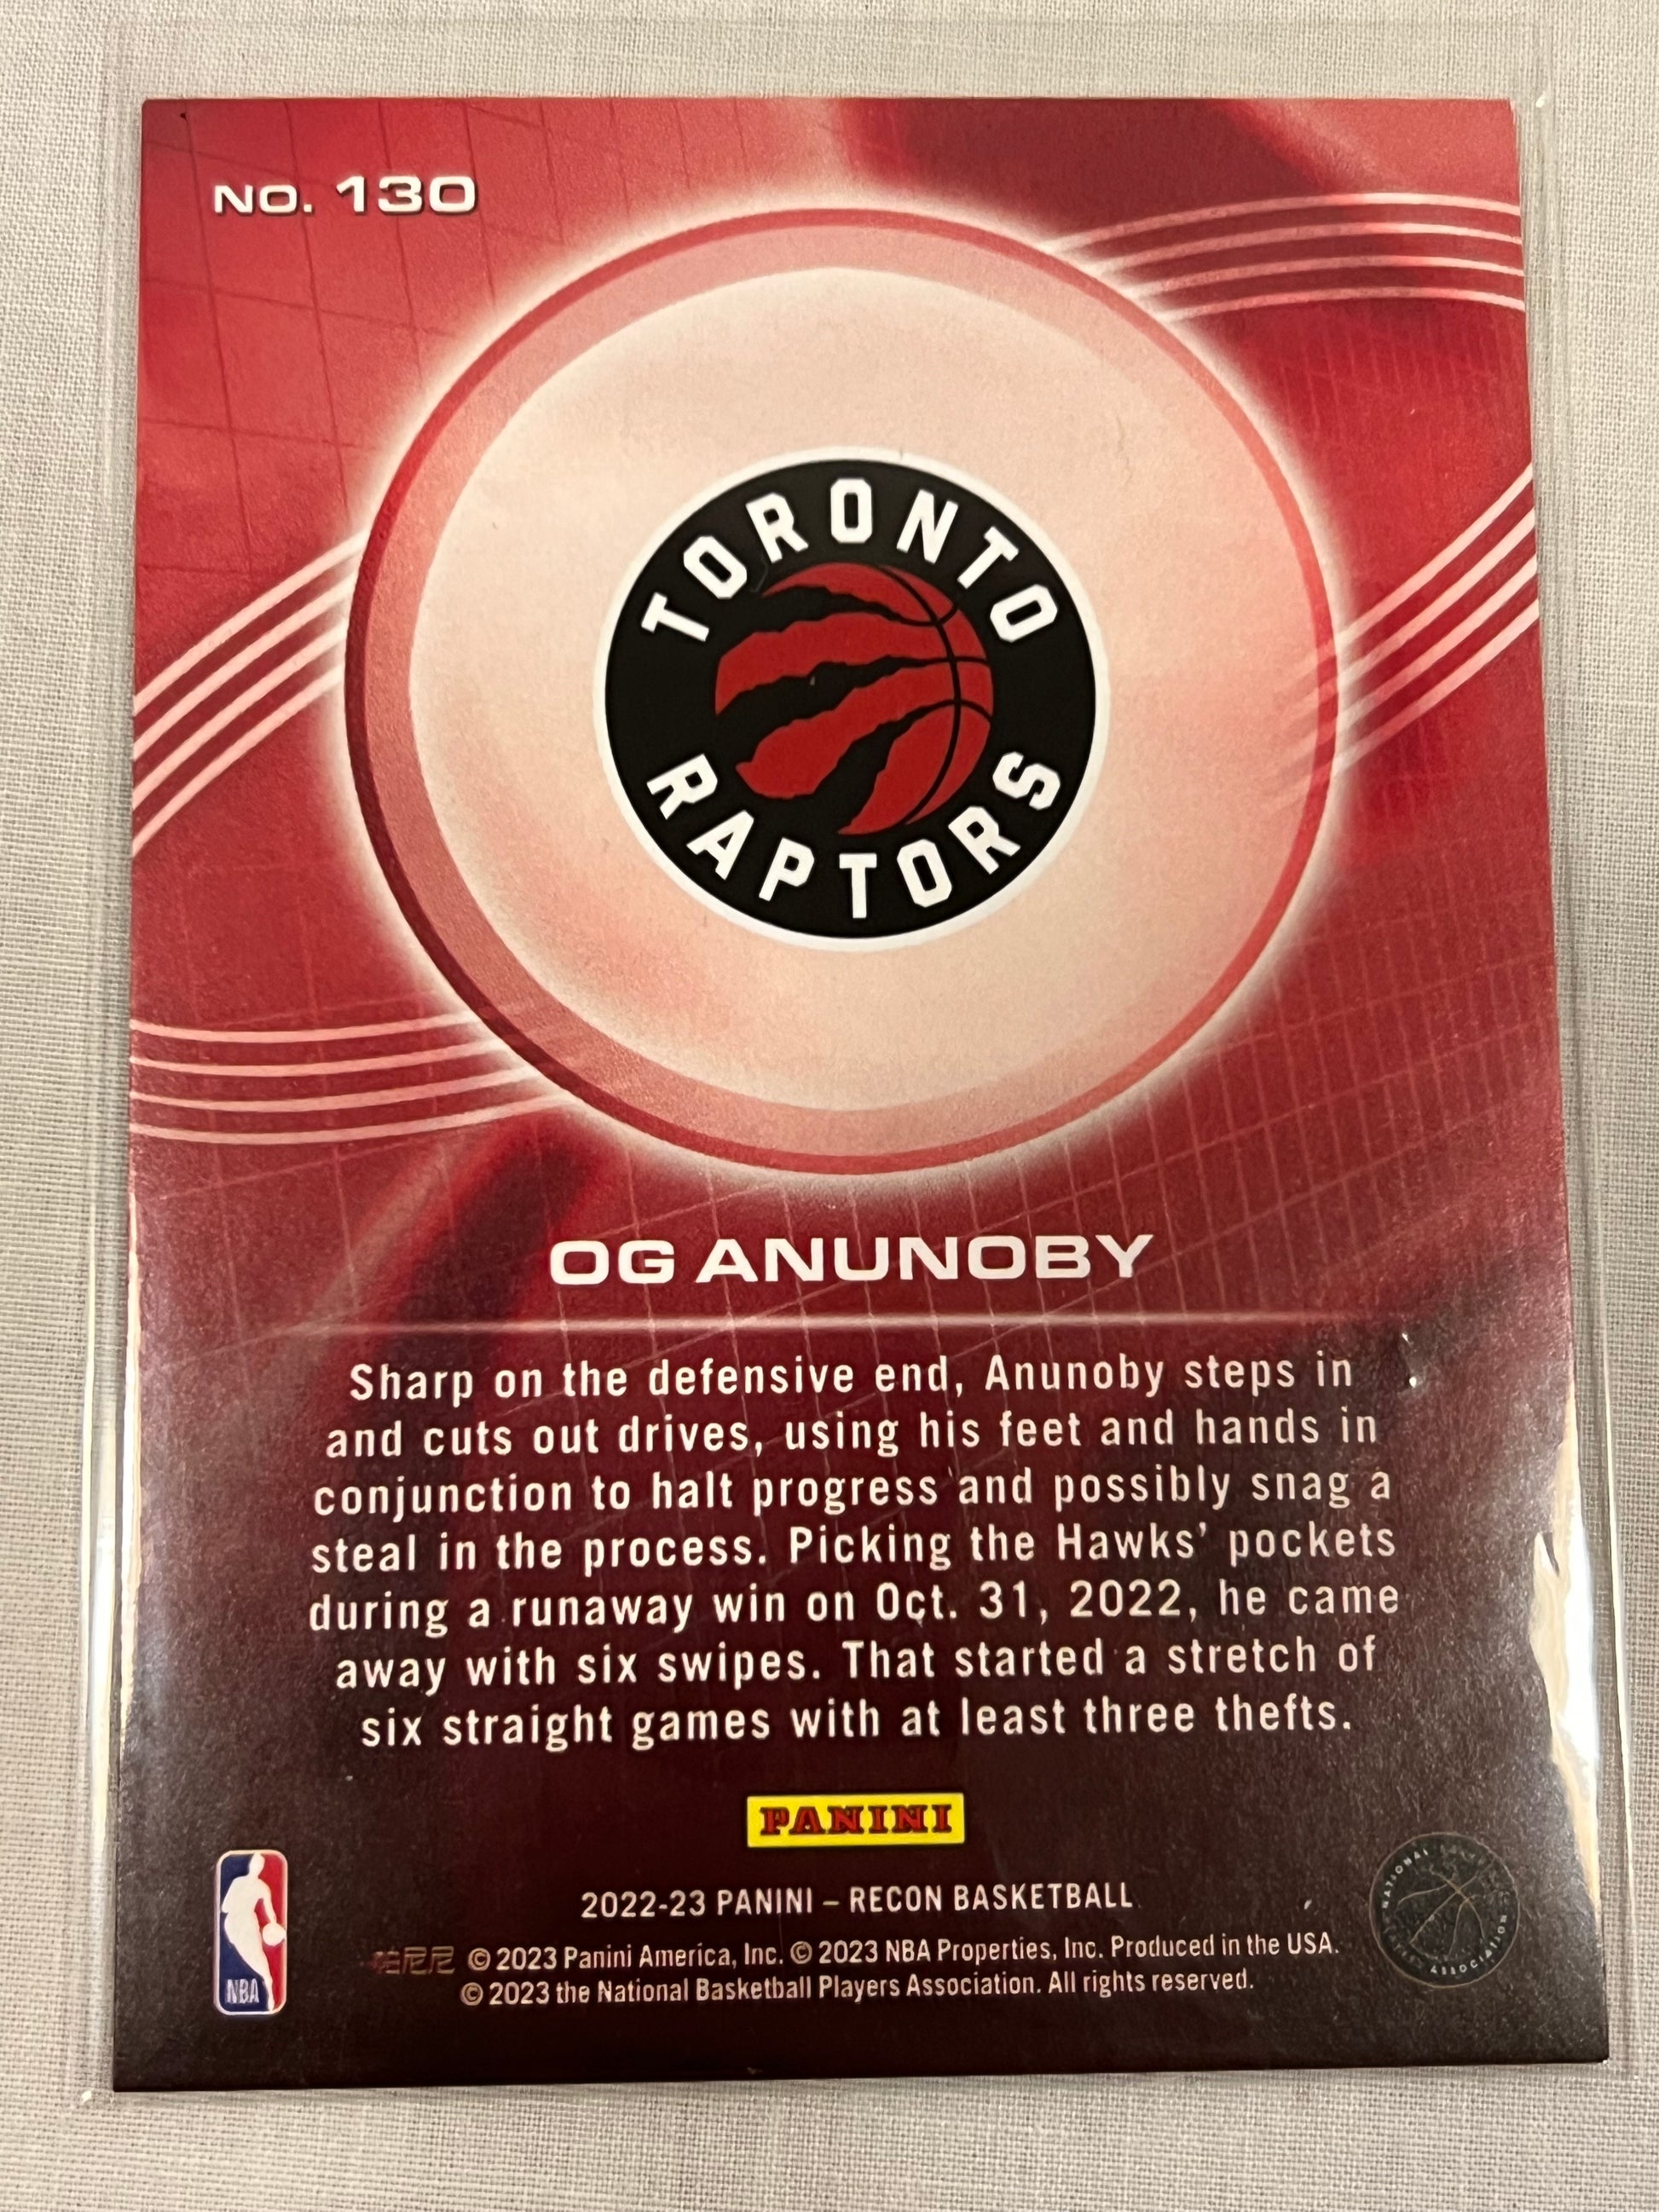 NO. 130
TORONTO
RAPTORS
OG ANUNOBY
Sharp on the defensive end, Anunoby steps in
and cuts out drives, using his feet and hands in
conjunction to halt progress and possibly snag a
steal in the process. Picking the Hawks’ pockets
during a runaway win on Oct. 31, 2022, he came
away with six swipes. That started a stretch of
six straight games with at least three thefts.
PANINI
2022-23 PANINI – RECON BASKETBALL
© 2023 Panini America, Inc. © 2023 NBA Properties, Inc. Produced in the USA.
© 2023 the National Basketball Players Association. All rights reserved.
NBA
NATIONAL
ASSOCIATION